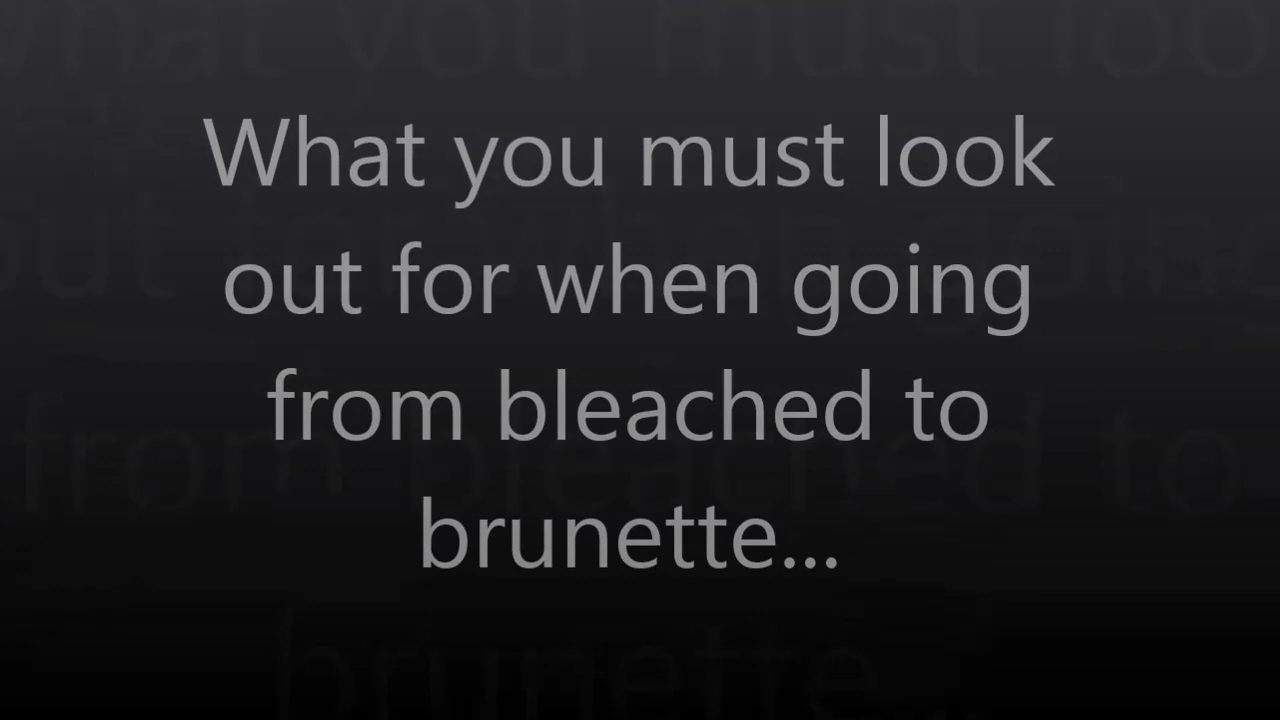 What you must look
out for when going
from bleached to
brunette...